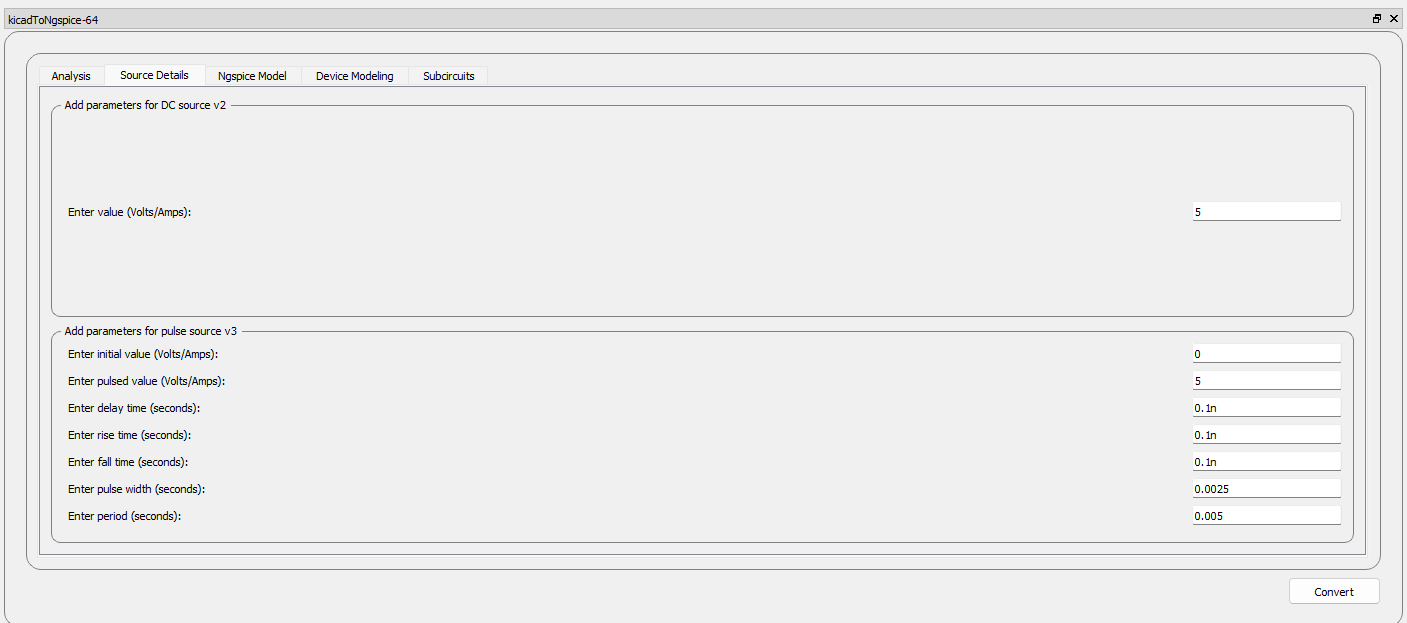 kicadToNgspice-64
Analysis Source Details Ngspice Model Device Modeling Subcircuits
Add parameters for DC source v2
Enter value (Volts/Amps): 5
Add parameters for pulse source v3
Enter initial value (Volts/Amps): 0
Enter pulsed value (Volts/Amps): 5
Enter delay time (seconds): 0.1n
Enter rise time (seconds): 0.1n
Enter fall time (seconds): 0.1n
Enter pulse width (seconds): 0.0025
Enter period (seconds): 0.005
Convert